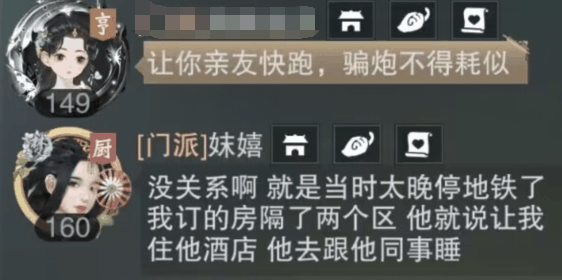 亨
149
让你亲友快跑，骗炮不得耗似
厨
160
[门派]妹嬉
没关系啊 就是当时太晚停地铁了
我订的房隔了两个区 他就说让我
住他酒店 他去跟他同事睡